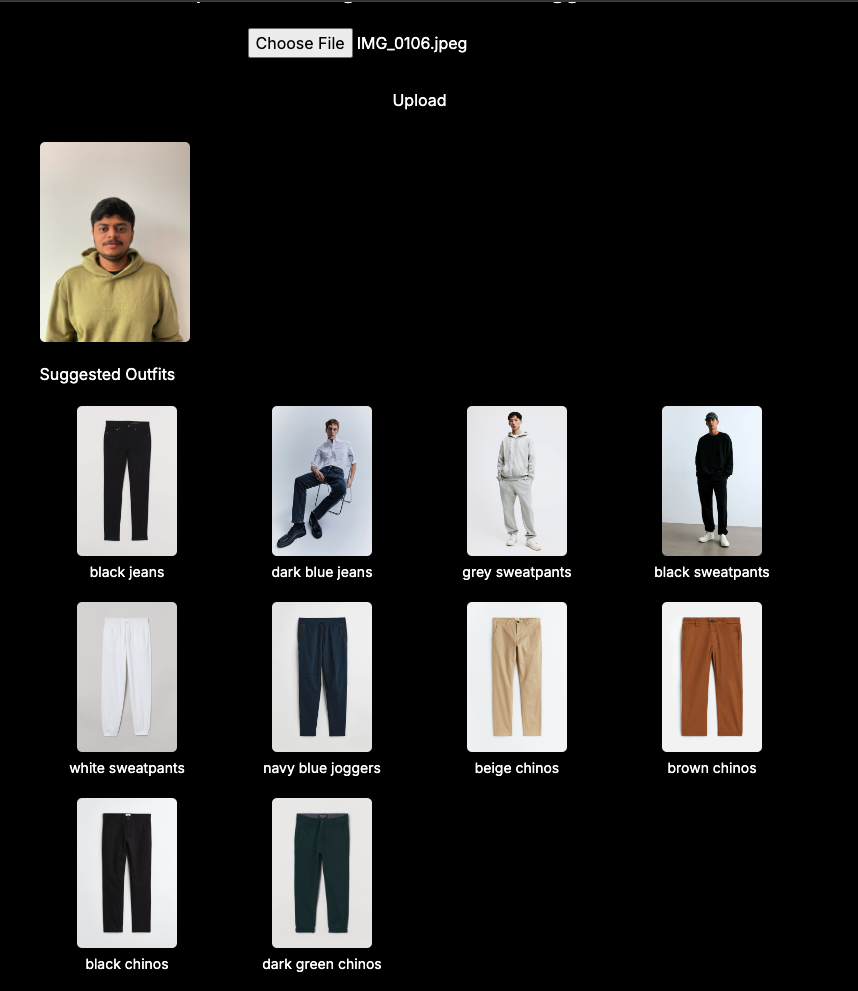 Choose File IMG_0106.jpeg
Upload
Suggested Outfits
black jeans dark blue jeans grey sweatpants black sweatpants
white sweatpants navy blue joggers beige chinos brown chinos
black chinos dark green chinos